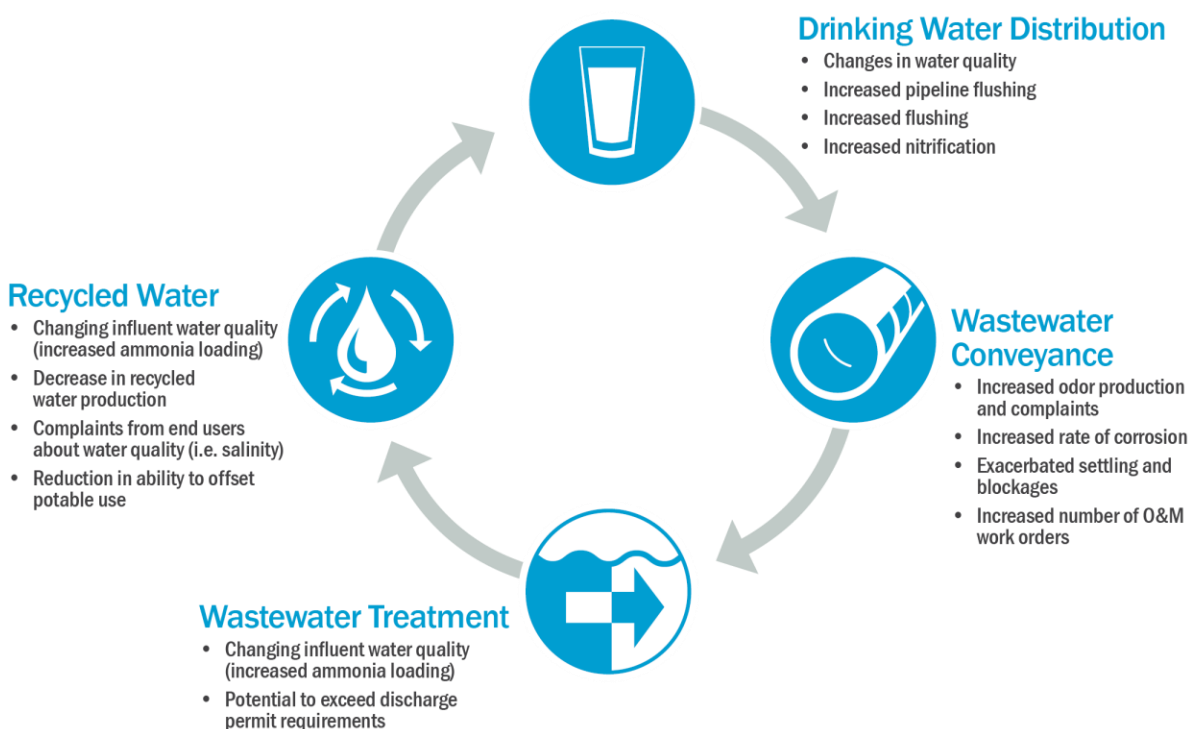 Drinking Water Distribution
• Changes in water quality
• Increased pipeline flushing
• Increased flushing
• Increased nitrification
Wastewater
Conveyance
• Increased odor production
and complaints
• Increased rate of corrosion
• Exacerbated settling and
blockages
• Increased number of O&M
work orders
Wastewater Treatment
• Changing influent water quality
(increased ammonia loading)
• Potential to exceed discharge
permit requirements
Recycled Water
• Changing influent water quality
(increased ammonia loading)
• Decrease in recycled
water production
• Complaints from end users
about water quality (i.e. salinity)
• Reduction in ability to offset
potable use